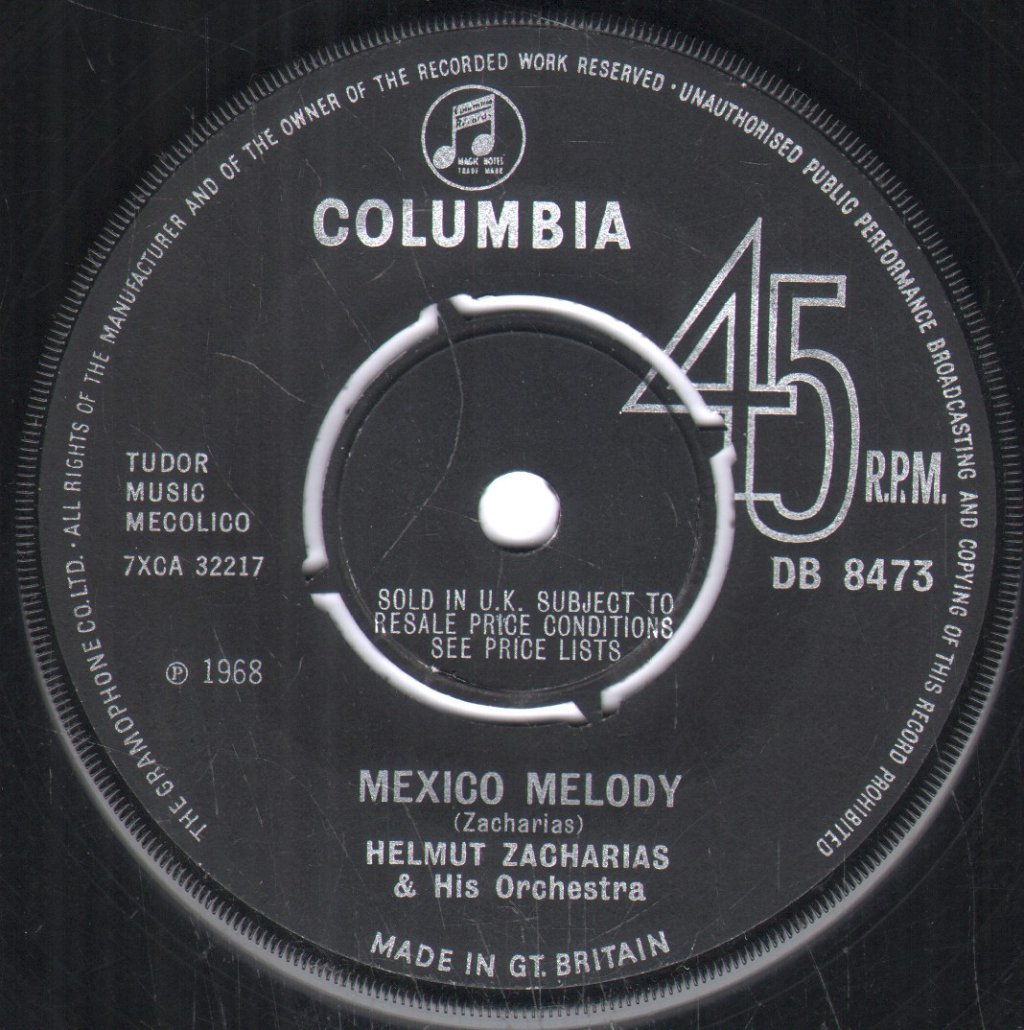 THE GRAMOPHONE CO. LTD. · ALL RIGHTS OF THE MANUFACTURER AND OF THE OWNER OF THE RECORDED WORK RESERVED · UNAUTHORISED PUBLIC PERFORMANCE BROADCASTING AND COPYING OF THIS RECORD PROHIBITED
Columbia
Records
MAGIC NOTES
TRADE MARK
COLUMBIA
45
R.P.M.
TUDOR
MUSIC
MECOLICO
7XCA 32217
DB 8473
SOLD IN U.K. SUBJECT TO
RESALE PRICE CONDITIONS
SEE PRICE LISTS
℗ 1968
MEXICO MELODY
(Zacharias)
HELMUT ZACHARIAS
& His Orchestra
MADE IN GT. BRITAIN